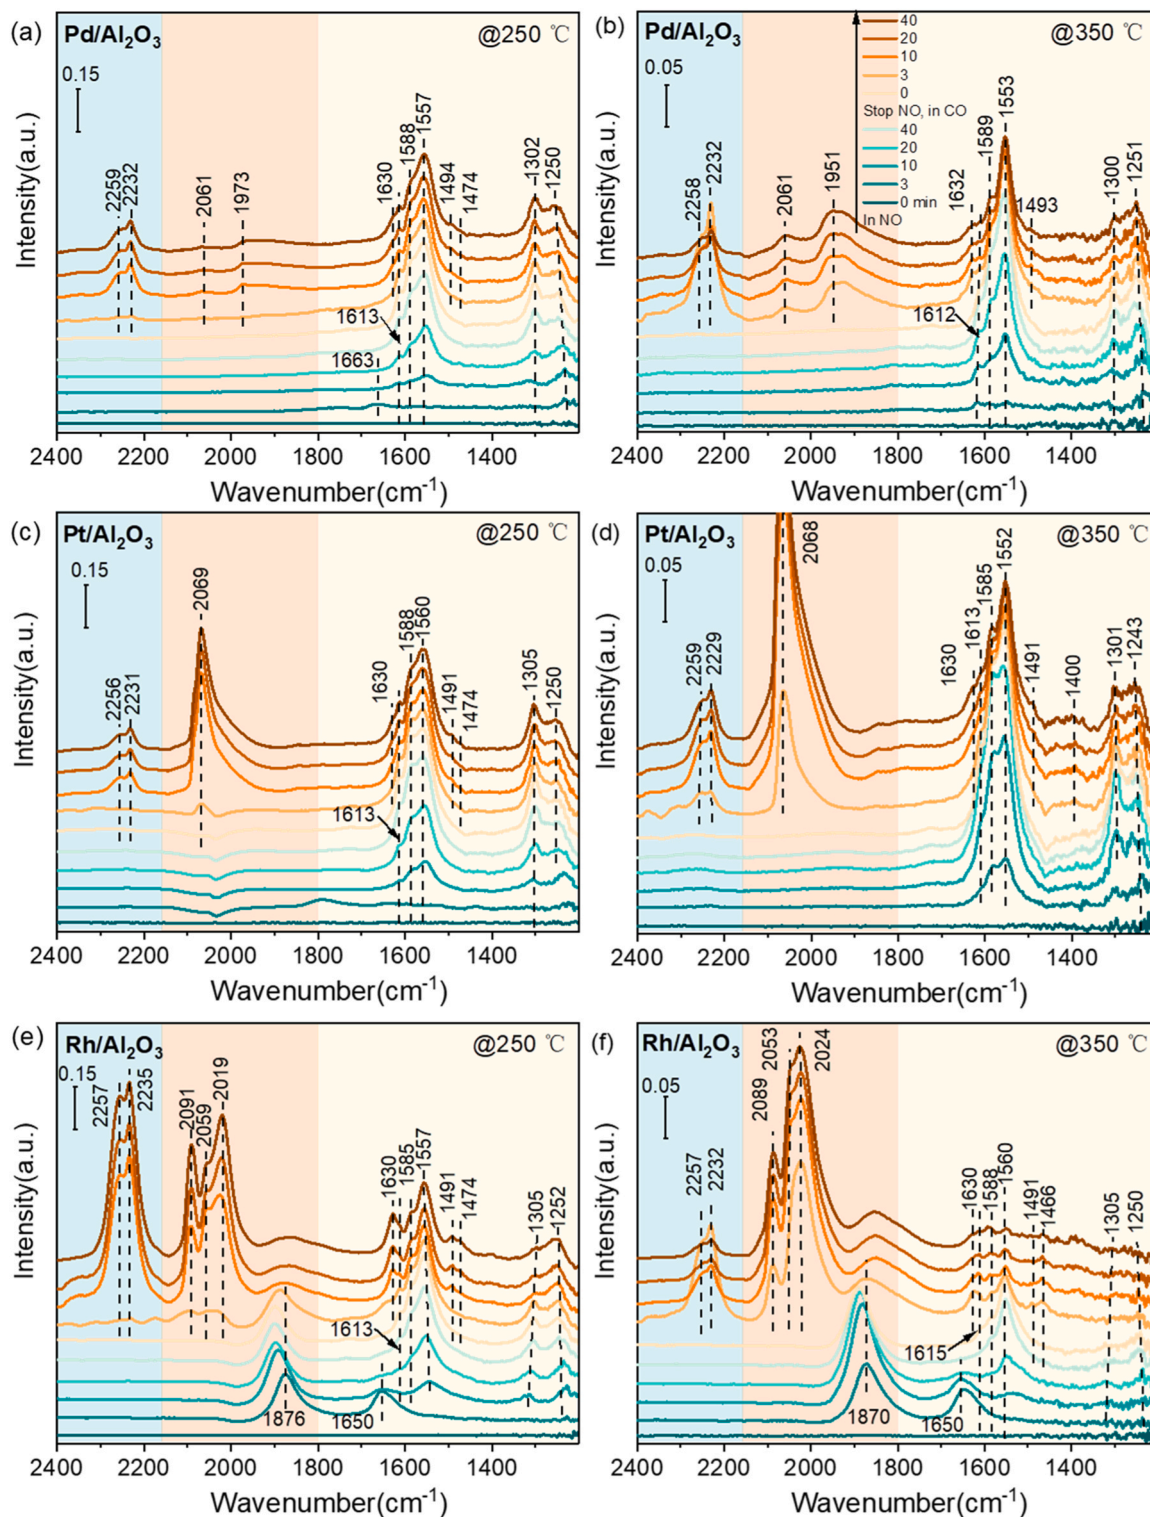 (a)
Pd/Al₂O₃
@250 ℃
0.15
2259
2232
2061
1973
1630
1588
1557
1494
1474
1302
1250
1613
1663
Intensity(a.u.)
2400 2200 2000 1800 1600 1400
Wavenumber(cm⁻¹)
(b)
Pd/Al₂O₃
@350 ℃
0.05
40
20
10
3
0
Stop NO, in CO
40
20
10
3
0 min
In NO
2258
2232
2061
1951
1632
1589
1553
1493
1300
1251
1612
Intensity(a.u.)
2400 2200 2000 1800 1600 1400
Wavenumber(cm⁻¹)
(c)
Pt/Al₂O₃
@250 ℃
0.15
2256
2231
2069
1630
1588
1560
1491
1474
1305
1250
1613
Intensity(a.u.)
2400 2200 2000 1800 1600 1400
Wavenumber(cm⁻¹)
(d)
Pt/Al₂O₃
@350 ℃
0.05
2259
2229
2068
1630
1613
1585
1552
1491
1400
1301
1243
Intensity(a.u.)
2400 2200 2000 1800 1600 1400
Wavenumber(cm⁻¹)
(e)
Rh/Al₂O₃
@250 ℃
0.15
2257
2235
2091
2059
2019
1630
1585
1557
1491
1474
1305
1252
1613
1876
1650
Intensity(a.u.)
2400 2200 2000 1800 1600 1400
Wavenumber(cm⁻¹)
(f)
Rh/Al₂O₃
@350 ℃
0.05
2257
2232
2089
2053
2024
1630
1588
1560
1491
1466
1305
1250
1615
1870
1650
Intensity(a.u.)
2400 2200 2000 1800 1600 1400
Wavenumber(cm⁻¹)